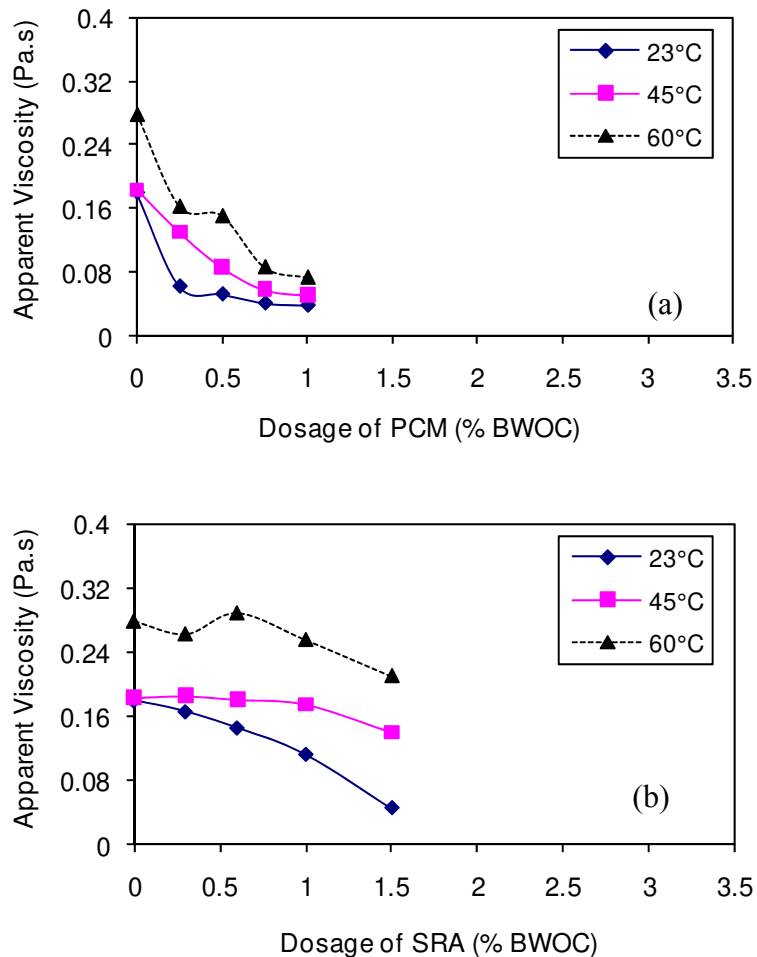 0.4
0.32
0.24
0.16
0.08
0
Apparent Viscosity (Pa.s)
23°C
45°C
60°C
(a)
0 0.5 1 1.5 2 2.5 3 3.5
Dosage of PCM (% BWOC)
0.4
0.32
0.24
0.16
0.08
0
Apparent Viscosity (Pa.s)
23°C
45°C
60°C
(b)
0 0.5 1 1.5 2 2.5 3 3.5
Dosage of SRA (% BWOC)